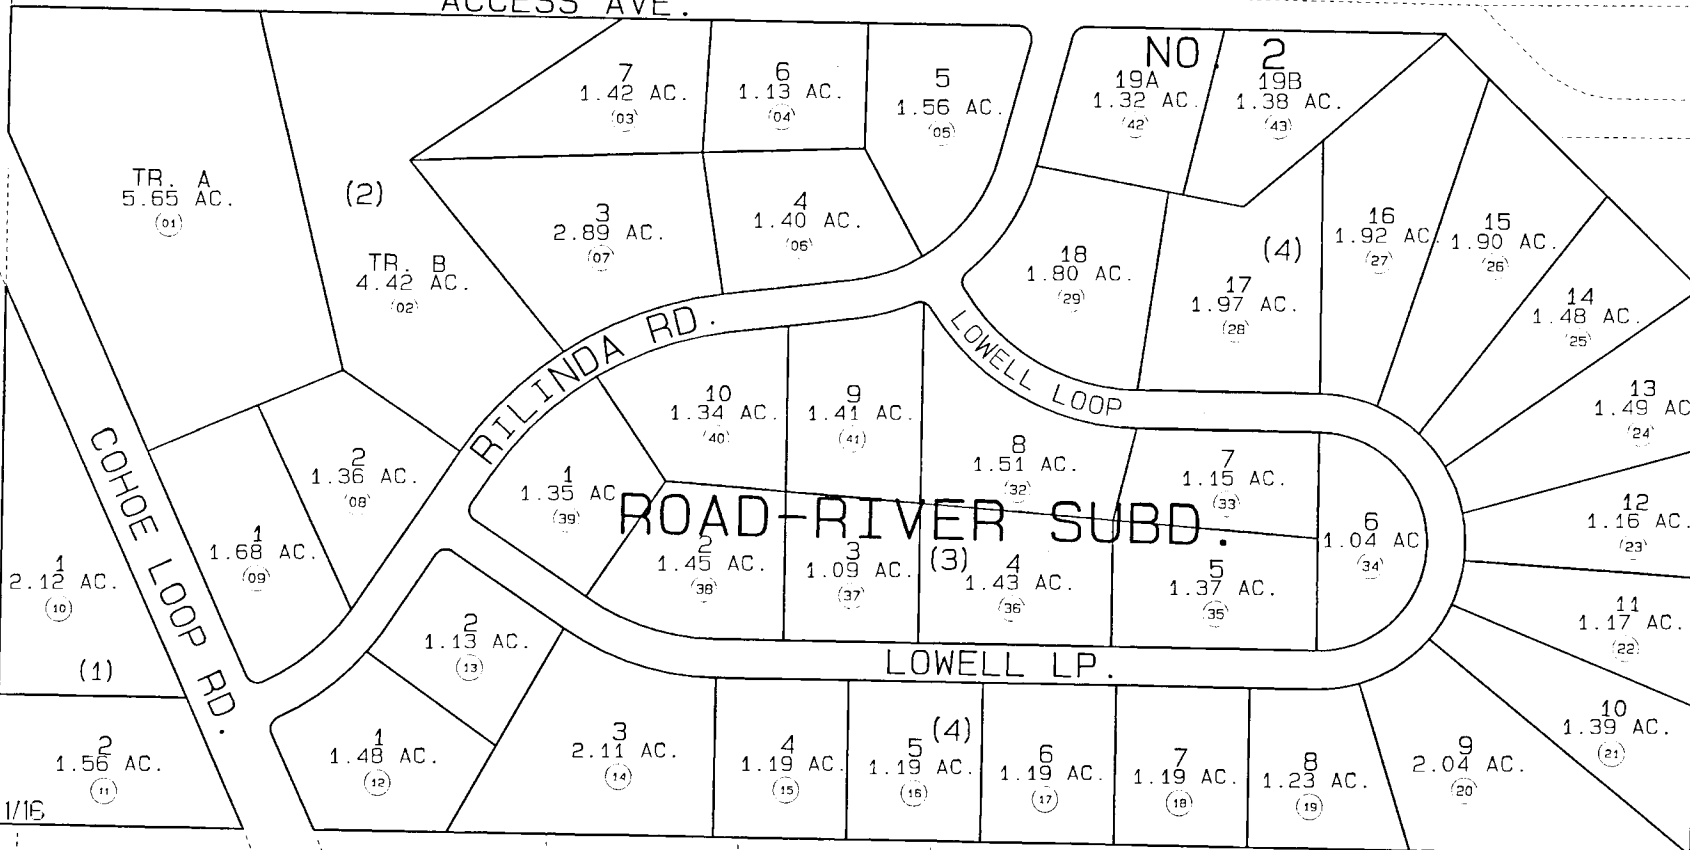 ACCESS AVE.
NO. 2
7
1.42 AC.
(03)
6
1.13 AC.
(04)
5
1.56 AC.
(05)
19A
1.32 AC.
(42)
19B
1.38 AC.
(43)
TR. A
5.65 AC.
(01)
(2)
TR. B
4.42 AC.
(02)
3
2.89 AC.
(07)
4
1.40 AC.
(06)
18
1.80 AC.
(29)
17
1.97 AC.
(28)
(4)
16
1.92 AC.
(27)
15
1.90 AC.
(26)
14
1.48 AC.
(25)
13
1.49 AC
(24)
12
1.16 AC.
(23)
11
1.17 AC.
(22)
10
1.39 AC.
(21)
RILINDA RD.
LOWELL LOOP
COHOE LOOP RD.
10
1.34 AC.
(40)
9
1.41 AC.
(41)
8
1.51 AC.
(32)
7
1.15 AC.
(33)
6
1.04 AC
(34)
1
1.35 AC
(39)
ROAD-RIVER SUBD.
2
1.45 AC.
(38)
3
1.09 AC.
(37)
(3)
4
1.43 AC.
(36)
5
1.37 AC.
(35)
2
1.36 AC.
(08)
1
1.68 AC.
(09)
1
2.12 AC.
(10)
(1)
2
1.56 AC.
(11)
1/16
2
1.13 AC.
(13)
1
1.48 AC.
(12)
LOWELL LP.
3
2.11 AC.
(14)
4
1.19 AC.
(15)
5
1.19 AC.
(16)
(4)
6
1.19 AC.
(17)
7
1.19 AC.
(18)
8
1.23 AC.
(19)
9
2.04 AC.
(20)